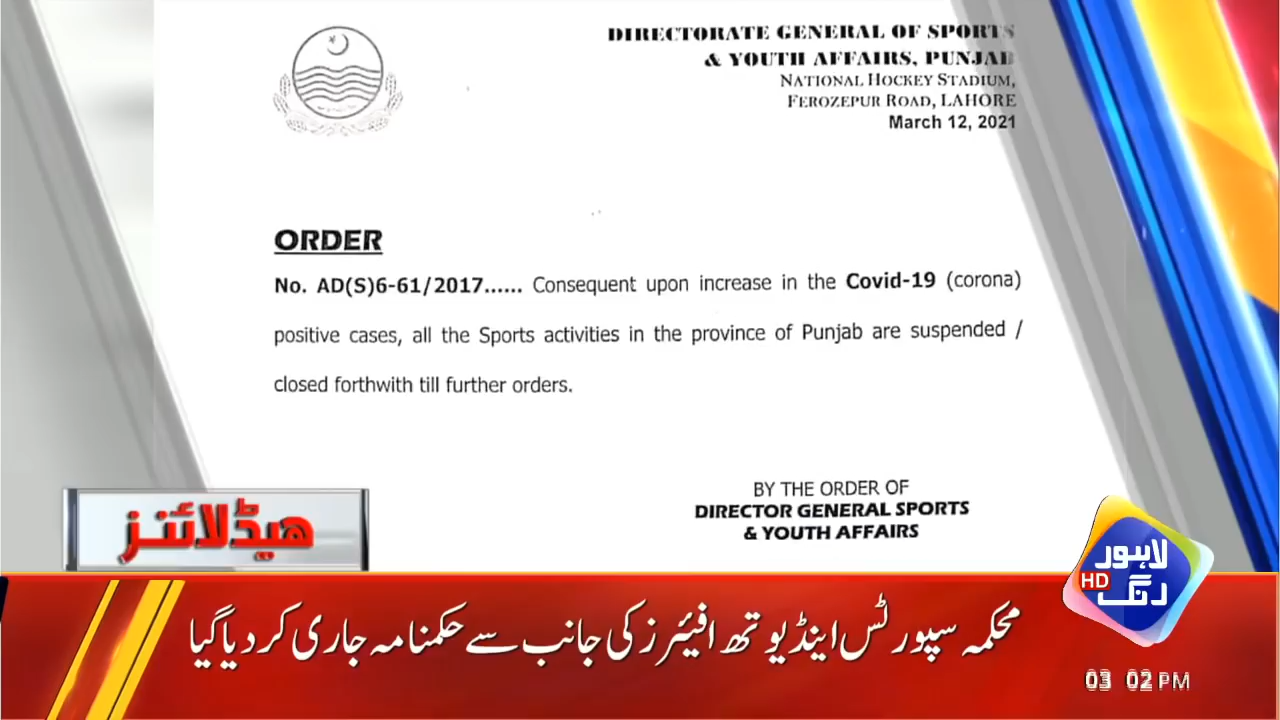 DIRECTORATE GENERAL OF SPORTS
& YOUTH AFFAIRS, PUNJAB
NATIONAL HOCKEY STADIUM,
FEROZEPUR ROAD, LAHORE
March 12, 2021
ORDER
No. AD(S)6-61/2017...... Consequent upon increase in the Covid-19 (corona)
positive cases, all the Sports activities in the province of Punjab are suspended /
closed forthwith till further orders.
BY THE ORDER OF
DIRECTOR GENERAL SPORTS
& YOUTH AFFAIRS
ھیڈلائنز
لاہور
HD رنگ
محکمہ سپورٹس اینڈ یوتھ افیئرز کی جانب سے حکمنامہ جاری کر دیا گیا
03 02 PM